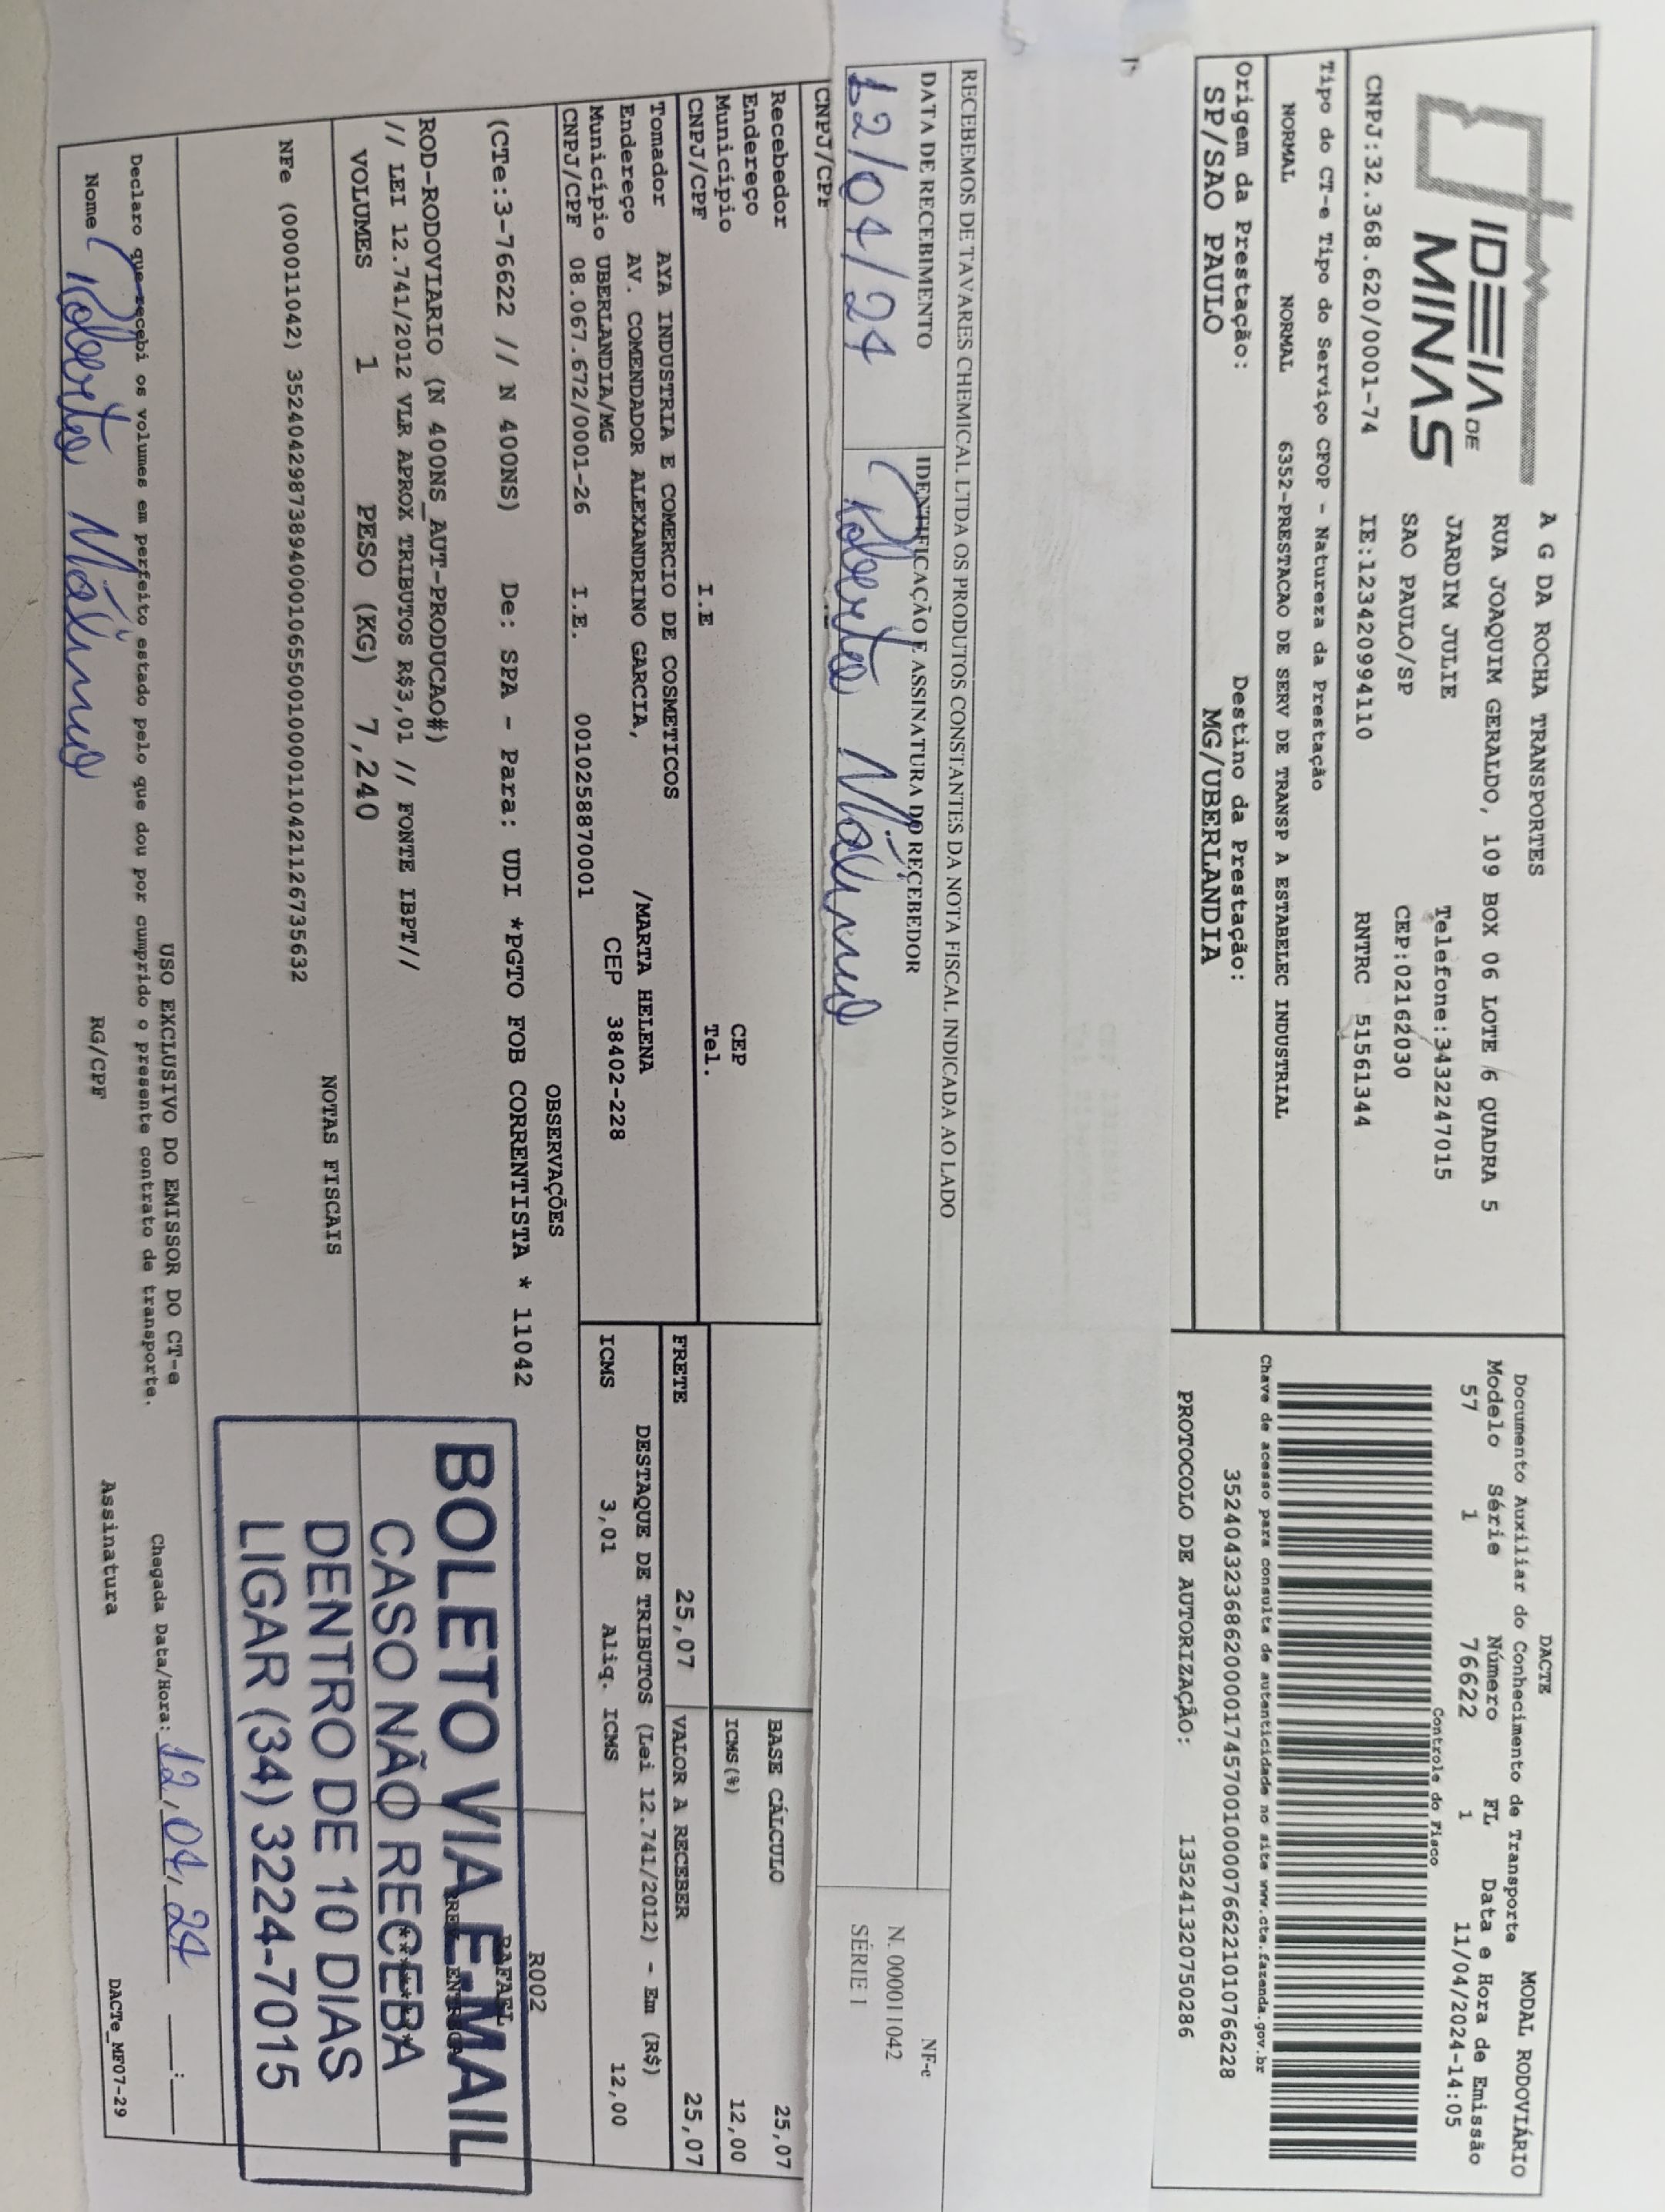 IDEIA DE
MINAS
A G DA ROCHA TRANSPORTES
RUA JOAQUIM GERALDO, 109 BOX 06 LOTE 6 QUADRA 5
JARDIM JULIE Telefone:3432247015
SAO PAULO/SP CEP:02162030
CNPJ:32.368.620/0001-74 IE:123420994110 RNTRC 51561344
Tipo do CT-e Tipo do Serviço CFOP - Natureza da Prestação
NORMAL NORMAL 6352-PRESTACAO DE SERV DE TRANSP A ESTABELEC INDUSTRIAL
Origem da Prestação: Destino da Prestação:
SP/SAO PAULO MG/UBERLANDIA
DACTE MODAL RODOVIÁRIO
Documento Auxiliar do Conhecimento de Transporte
Modelo Série Número FL Data e Hora de Emissão
57 1 76622 1 11/04/2024-14:05
Controle do Fisco
Chave de acesso para consulta de autenticidade no site www.cte.fazenda.gov.br
35240432368620000174570010000766221010766228
PROTOCOLO DE AUTORIZAÇÃO: 135241320750286
RECEBEMOS DE TAVARES CHEMICAL LTDA OS PRODUTOS CONSTANTES DA NOTA FISCAL INDICADA AO LADO
DATA DE RECEBIMENTO IDENTIFICAÇÃO E ASSINATURA DO RECEBEDOR
12/04/24 Roberto
NF-e
N. 000011042
SÉRIE 1
CNPJ/CPF
Recebedor
Endereço
Município CEP
CNPJ/CPF I.E Tel.
BASE CÁLCULO 25,07
ICMS(%) 12,00
Tomador AYA INDUSTRIA E COMERCIO DE COSMETICOS
Endereço AV. COMENDADOR ALEXANDRINO GARCIA, /MARTA HELENA
Município UBERLANDIA/MG CEP 38402-228
CNPJ/CPF 08.067.672/0001-26 I.E. 0010258870001
FRETE 25,07 VALOR A RECEBER 25,07
DESTAQUE DE TRIBUTOS (Lei 12.741/2012) - Em (R$)
ICMS 3,01 Aliq. ICMS 12,00
OBSERVAÇÕES
(CTe:3-76622 // N 400NS) De: SPA - Para: UDI *PGTO FOB CORRENTISTA * 11042
R002
RAFAEL
ROD-RODOVIARIO (N 400NS_AUT-PRODUCAO#)
// LEI 12.741/2012 VLR APROX TRIBUTOS R$3,01 // FONTE IBPT//
VOLUMES 1 PESO (KG) 7,240
NOTAS FISCAIS
NFe (000011042) 35240429873894000106550010000110421126735632
BOLETO VIA E-MAIL
CASO NÃO RECEBA
DENTRO DE 10 DIAS
LIGAR (34) 3224-7015
USO EXCLUSIVO DO EMISSOR DO CT-e
Declaro que recebi os volumes em perfeito estado pelo que dou por cumprido o presente contrato de transporte.
Chegada Data/Hora: 12,04,24 __:__
Nome Roberto RG/CPF Assinatura
DACTe_MF07-29